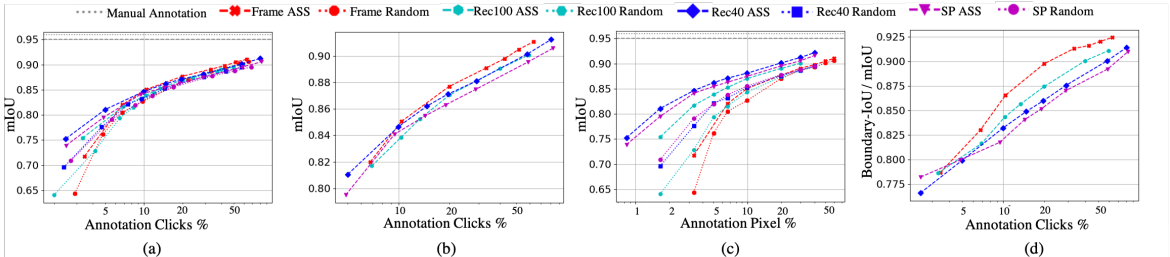 Manual Annotation Frame ASS Frame Random Rec100 ASS Rec100 Random Rec40 ASS Rec40 Random SP ASS SP Random
mIoU
0.95
0.90
0.85
0.80
0.75
0.70
0.65
5 10 20 50
Annotation Clicks %
(a)
mIoU
0.90
0.88
0.86
0.84
0.82
0.80
10 20 50
Annotation Clicks %
(b)
mIoU
0.95
0.90
0.85
0.80
0.75
0.70
0.65
1 2 5 10 20 50
Annotation Pixel %
(c)
Boundary-IoU / mIoU
0.925
0.900
0.875
0.850
0.825
0.800
0.775
5 10 20 50
Annotation Clicks %
(d)